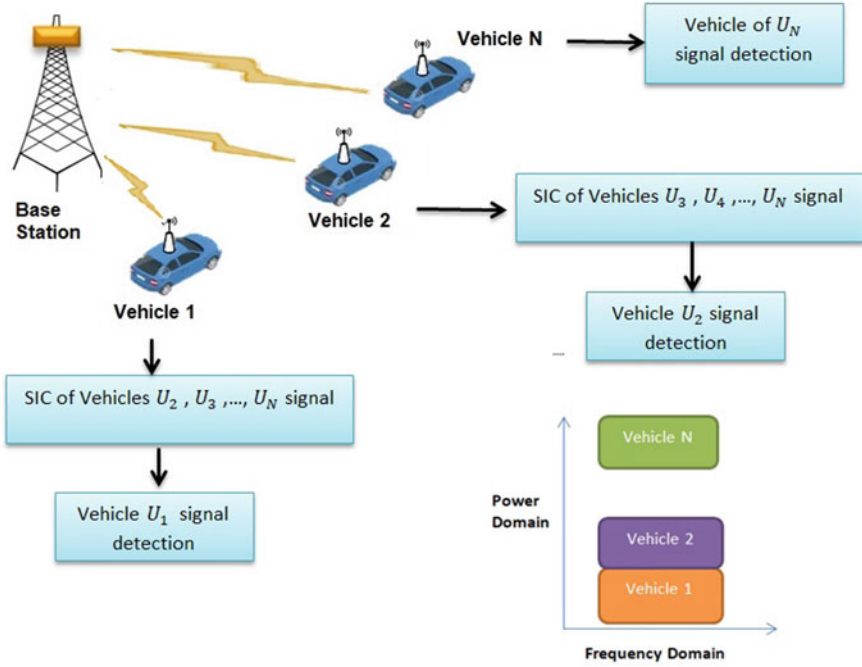 Vehicle N
Vehicle of U_N
signal detection
Base
Station
Vehicle 2
SIC of Vehicles U_3 , U_4 ,..., U_N signal
Vehicle U_2 signal
detection
....
Vehicle 1
SIC of Vehicles U_2 , U_3 ,..., U_N signal
Vehicle U_1 signal
detection
Power
Domain
Vehicle N
Vehicle 2
Vehicle 1
Frequency Domain